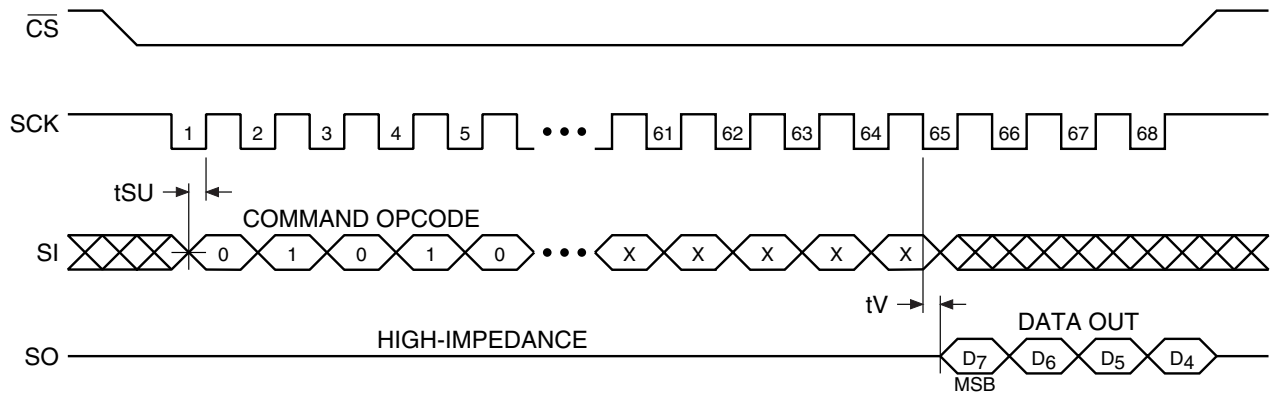 CS
SCK 1 2 3 4 5 ••• 61 62 63 64 65 66 67 68
tSU
COMMAND OPCODE
SI 0 1 0 1 0 ••• X X X X X
tV
HIGH-IMPEDANCE
DATA OUT
SO D7 D6 D5 D4
MSB